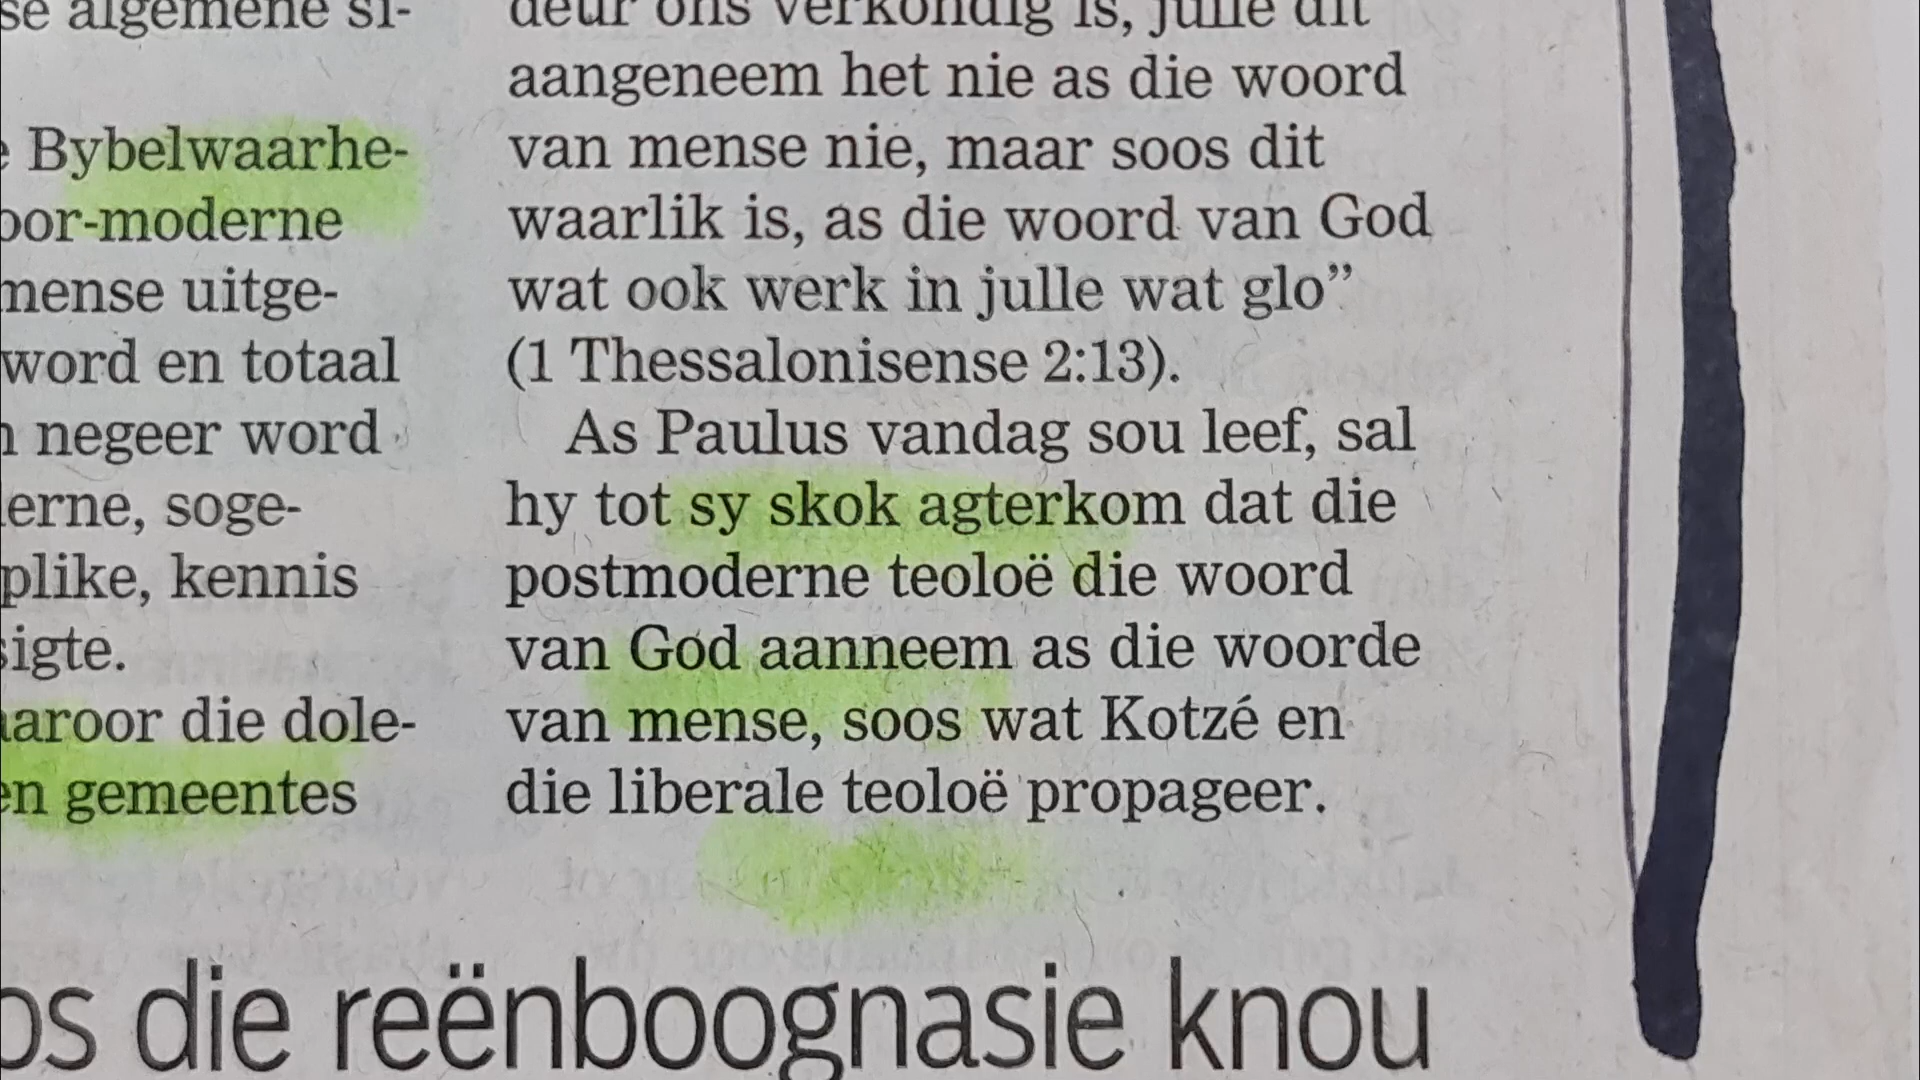 se algemene si-
Bybelwaarhe-
oor-moderne
mense uitge-
word en totaal
negeer word
erne, soge-
plike, kennis
sigte.
aroor die dole-
en gemeentes
deur ons verkondig is, julle dit
aangeneem het nie as die woord
van mense nie, maar soos dit
waarlik is, as die woord van God
wat ook werk in julle wat glo”
(1 Thessalonisense 2:13).
As Paulus vandag sou leef, sal
hy tot sy skok agterkom dat die
postmoderne teoloë die woord
van God aanneem as die woorde
van mense, soos wat Kotzé en
die liberale teoloë propageer.
os die reënboognasie knou